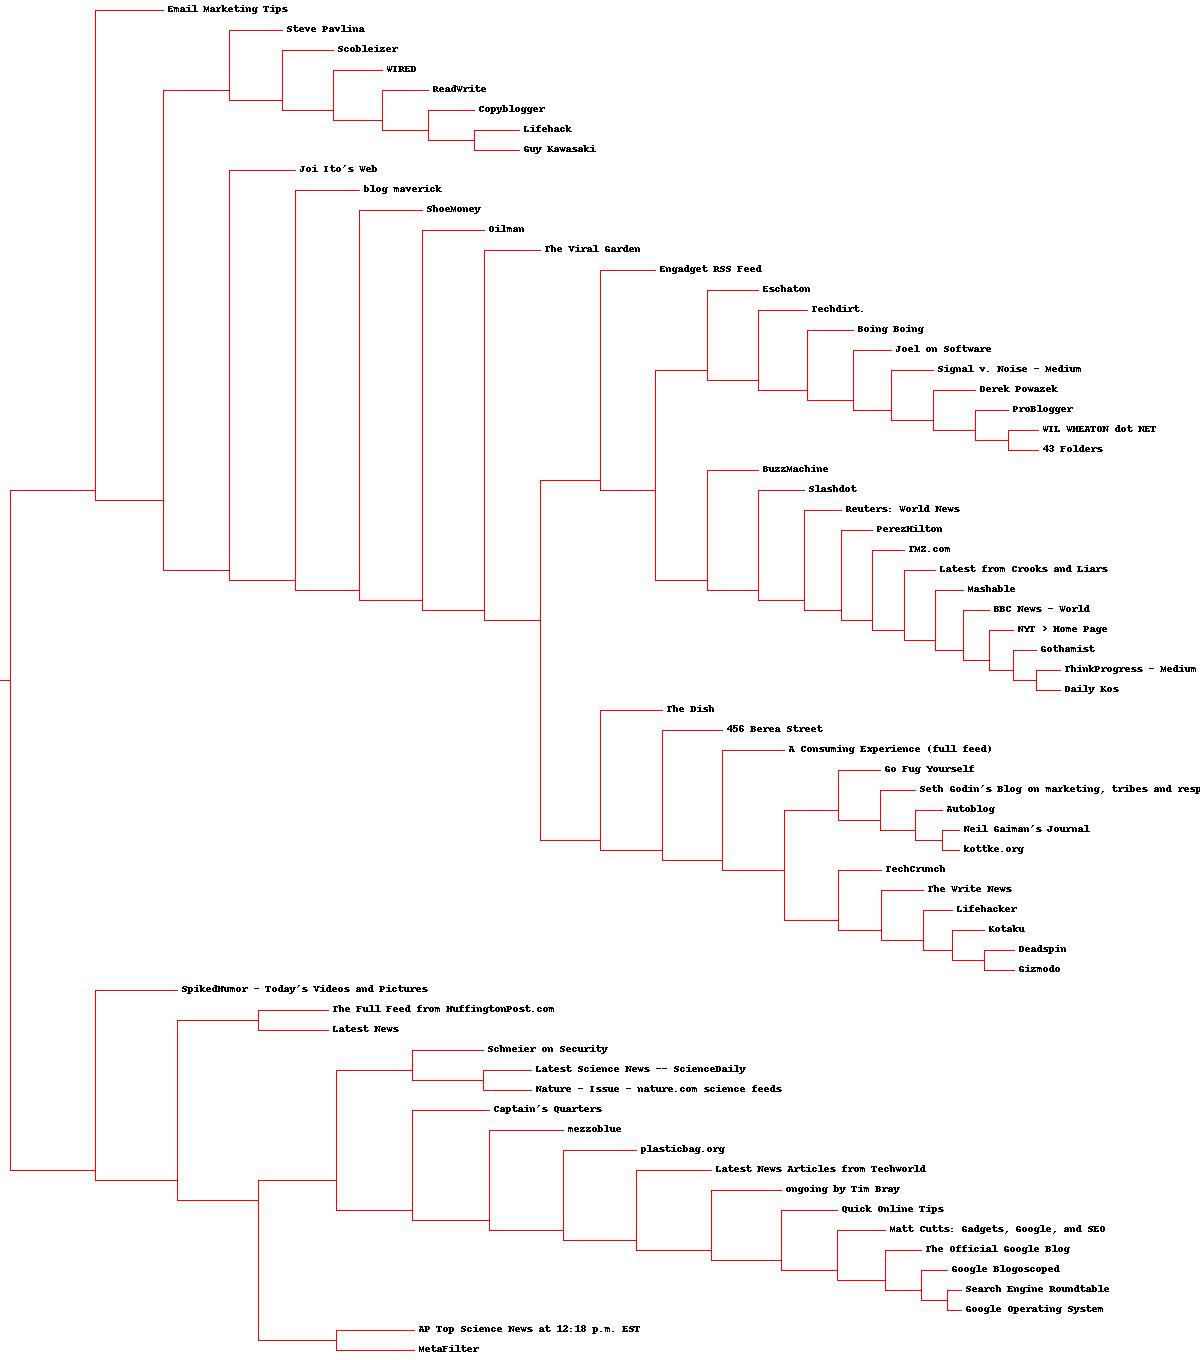 Email Marketing Tips
Steve Pavlina
Scobleizer
WIRED
ReadWrite
Copyblogger
Lifehack
Guy Kawasaki
Joi Ito's Web
blog maverick
ShoeMoney
Oilman
The Viral Garden
Engadget RSS Feed
Eschaton
Techdirt.
Boing Boing
Joel on Software
Signal v. Noise - Medium
Derek Powazek
ProBlogger
WIL WHEATON dot NET
43 Folders
BuzzMachine
Slashdot
Reuters: World News
PerezHilton
TMZ.com
Latest from Crooks and Liars
Mashable
BBC News - World
NYT > Home Page
Gothamist
ThinkProgress - Medium
Daily Kos
The Dish
456 Berea Street
A Consuming Experience (full feed)
Go Fug Yourself
Seth Godin's Blog on marketing, tribes and resp
Autoblog
Neil Gaiman's Journal
kottke.org
TechCrunch
The Write News
Lifehacker
Kotaku
Deadspin
Gizmodo
SpikedHumor - Today's Videos and Pictures
The Full Feed from HuffingtonPost.com
Latest News
Schneier on Security
Latest Science News -- ScienceDaily
Nature - Issue - nature.com science feeds
Captain's Quarters
mezzoblue
plasticbag.org
Latest News Articles from Techworld
ongoing by Tim Bray
Quick Online Tips
Matt Cutts: Gadgets, Google, and SEO
The Official Google Blog
Google Blogoscoped
Search Engine Roundtable
Google Operating System
AP Top Science News at 12:18 p.m. EST
MetaFilter